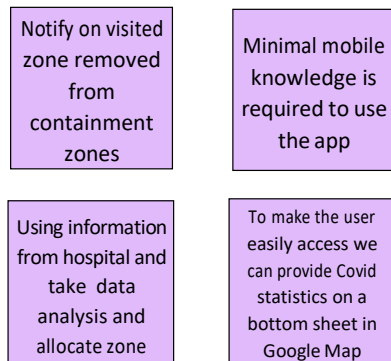 Notify on visited
zone removed
from
containment
zones
Minimal mobile
knowledge is
required to use
the app
Using information
from hospital and
take data
analysis and
allocate zone
To make the user
easily access we
can provide Covid
statistics on a
bottom sheet in
Google Map